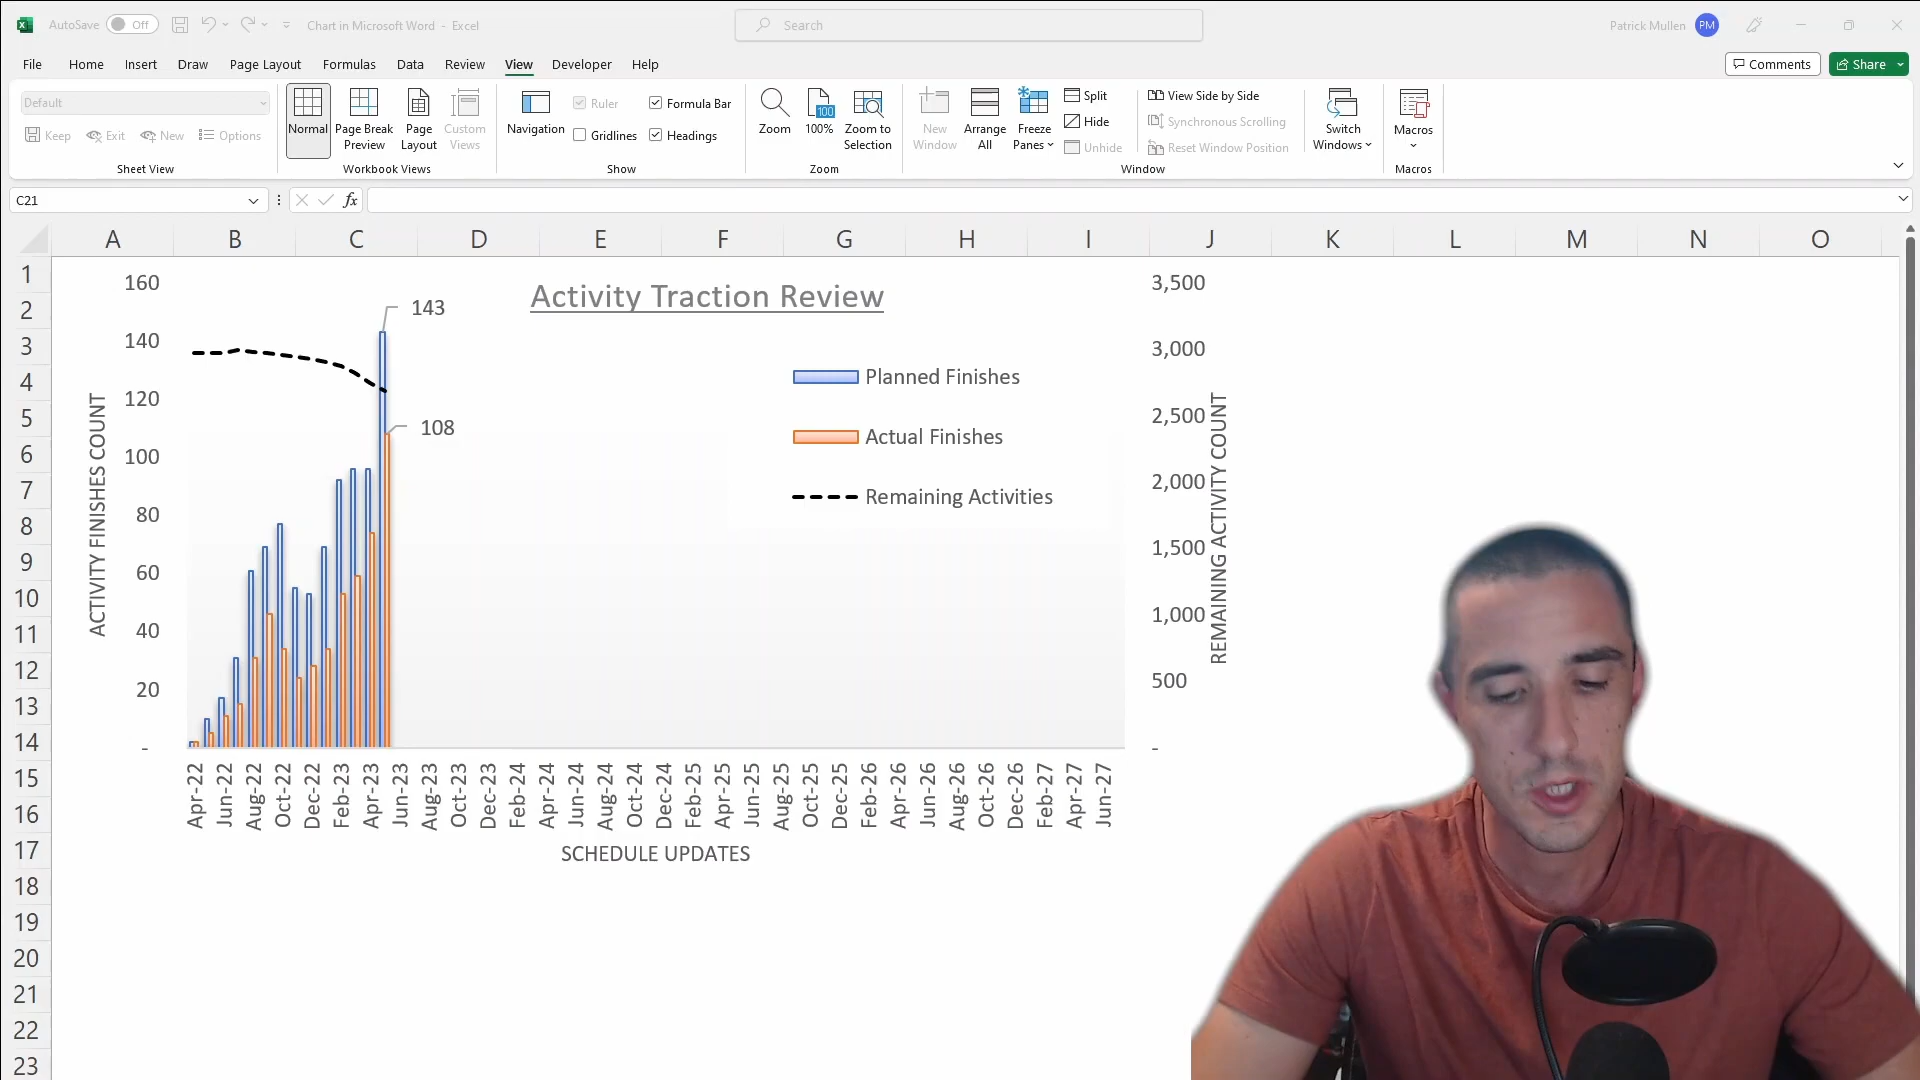 AutoSave Off Chart in Microsoft Word - Excel Search Patrick Mullen PM
File Home Insert Draw Page Layout Formulas Data Review View Developer Help Comments Share
Default
Keep Exit New Options
Sheet View
Normal Page Break Preview Page Layout Custom Views
Workbook Views
Navigation Ruler Formula Bar
Gridlines Headings
Show
Zoom 100 100% Zoom to Selection
Zoom
New Window Arrange All Freeze Panes
Split View Side by Side
Hide Synchronous Scrolling
Unhide Reset Window Position
Switch Windows
Window
Macros
Macros
C21 fx
A B C D E F G H I J K L M N O
1
2
3
4
5
6
7
8
9
10
11
12
13
14
15
16
17
18
19
20
21
22
23
Activity Traction Review
160
140
120
100
80
60
40
20
-
ACTIVITY FINISHES COUNT
143
108
Planned Finishes
Actual Finishes
Remaining Activities
3,500
3,000
2,500
2,000
1,500
1,000
500
-
REMAINING ACTIVITY COUNT
Apr-22 Jun-22 Aug-22 Oct-22 Dec-22 Feb-23 Apr-23 Jun-23 Aug-23 Oct-23 Dec-23 Feb-24 Apr-24 Jun-24 Aug-24 Oct-24 Dec-24 Feb-25 Apr-25 Jun-25 Aug-25 Oct-25 Dec-25 Feb-26 Apr-26 Jun-26 Aug-26 Oct-26 Dec-26 Feb-27 Apr-27 Jun-27
SCHEDULE UPDATES